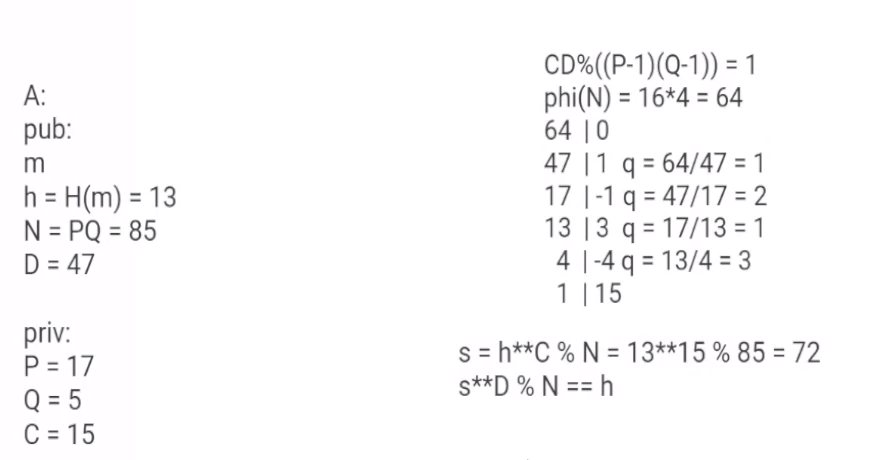 A:
pub:
m
h = H(m) = 13
N = PQ = 85
D = 47
priv:
P = 17
Q = 5
C = 15
CD%((P-1)(Q-1)) = 1
phi(N) = 16*4 = 64
64 | 0
47 | 1 q = 64/47 = 1
17 | -1 q = 47/17 = 2
13 | 3 q = 17/13 = 1
4 | -4 q = 13/4 = 3
1 | 15
s = h**C % N = 13**15 % 85 = 72
s**D % N == h